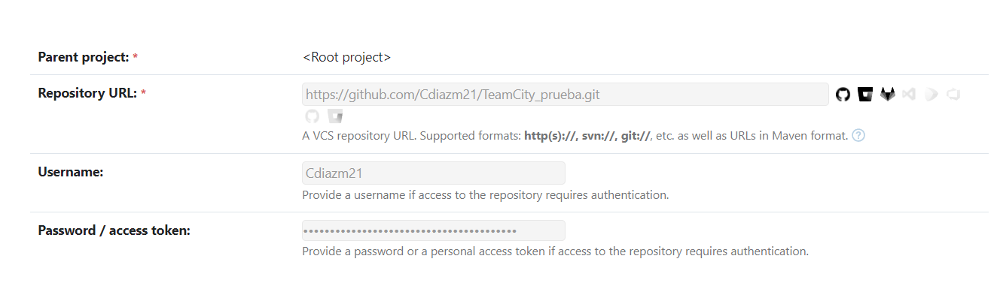 Parent project: *
<Root project>
Repository URL: *
https://github.com/Cdiazm21/TeamCity_prueba.git
A VCS repository URL. Supported formats: http(s)://, svn://, git://, etc. as well as URLs in Maven format. ?
Username:
Cdiazm21
Provide a username if access to the repository requires authentication.
Password / access token:
••••••••••••••••••••••••••••••••••••••••
Provide a password or a personal access token if access to the repository requires authentication.